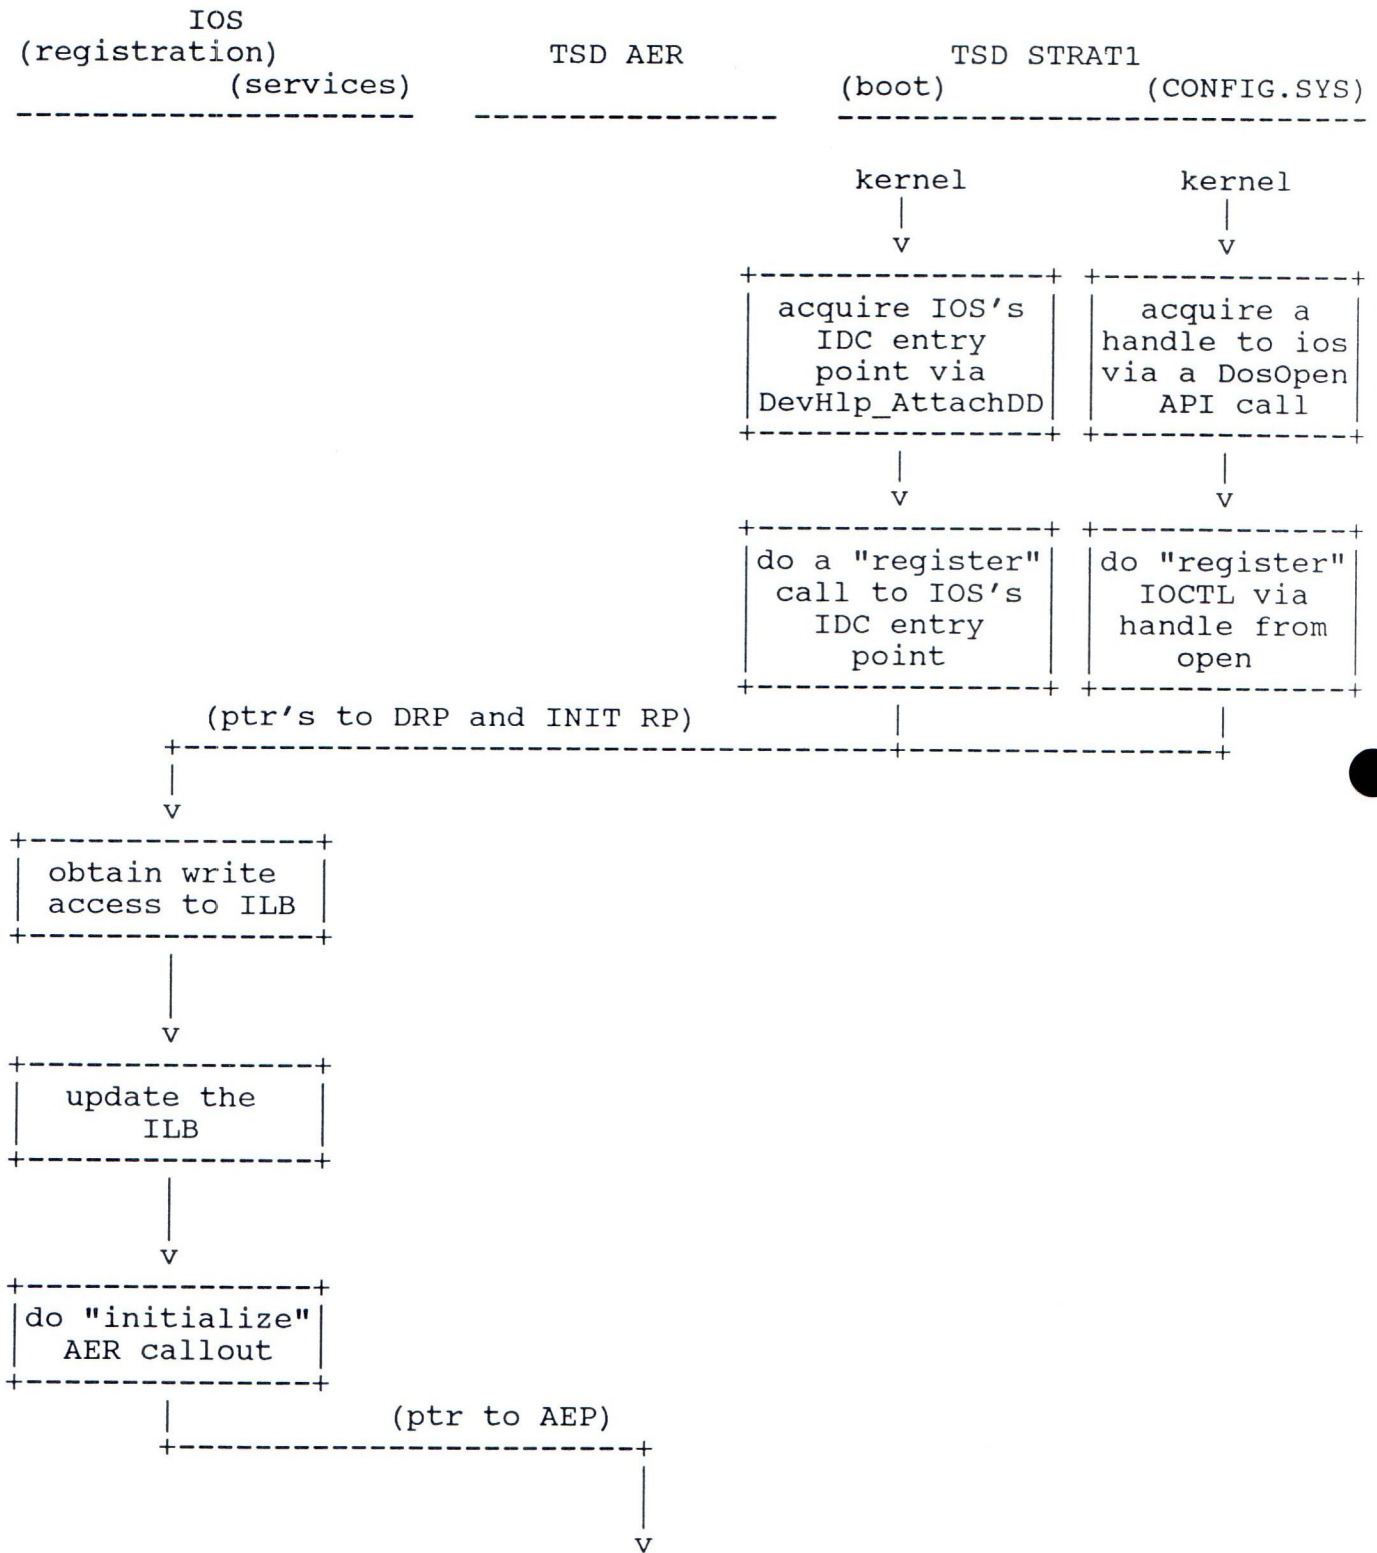 IOS
(registration) TSD AER TSD STRAT1
(services) (boot) (CONFIG.SYS)
kernel kernel
v v
acquire IOS's acquire a
IDC entry handle to ios
point via via a DosOpen
DevHlp_AttachDD API call
v v
do a "register" do "register"
call to IOS's IOCTL via
IDC entry handle from
point open
(ptr's to DRP and INIT RP)
v
obtain write
access to ILB
v
update the
ILB
v
do "initialize"
AER callout
(ptr to AEP)
v